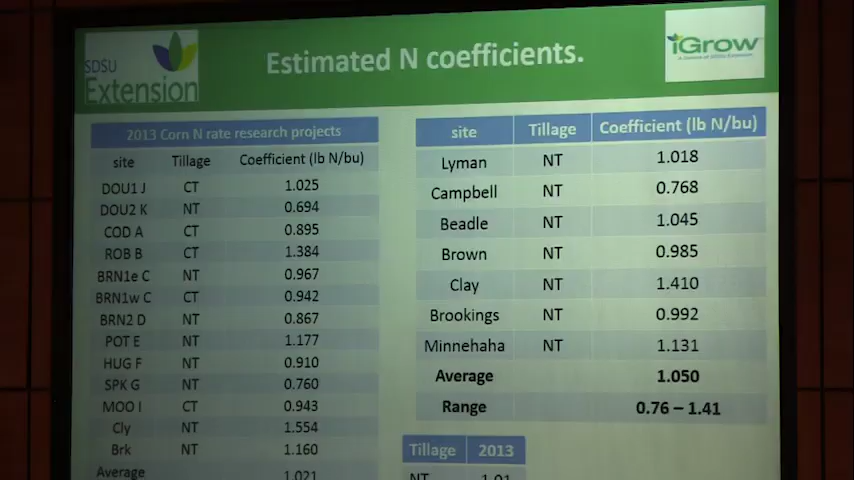 SDSU
Extension
Estimated N coefficients.
iGrow
2013 Corn N rate research projects
site Tillage Coefficient (lb N/bu)
DOU1 J CT 1.025
DOU2 K NT 0.694
COD A CT 0.895
ROB B CT 1.384
BRN1e C NT 0.967
BRN1w C CT 0.942
BRN2 D NT 0.867
POT E NT 1.177
HUG F NT 0.910
SPK G NT 0.760
MOO I CT 0.943
Cly NT 1.554
Brk NT 1.160
Average 1.021
site Tillage Coefficient (lb N/bu)
Lyman NT 1.018
Campbell NT 0.768
Beadle NT 1.045
Brown NT 0.985
Clay NT 1.410
Brookings NT 0.992
Minnehaha NT 1.131
Average 1.050
Range 0.76 – 1.41
Tillage 2013
NT 1.01